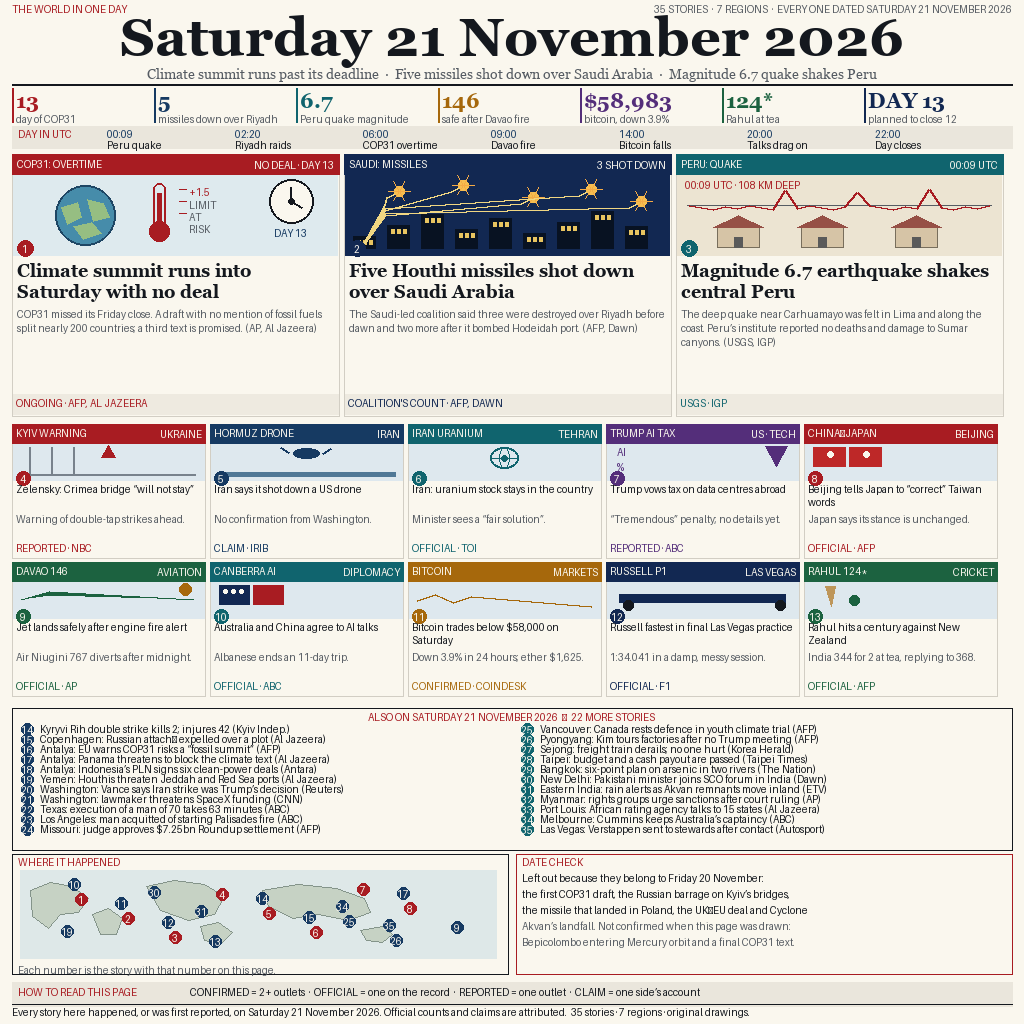 THE WORLD IN ONE DAY
35 STORIES · 7 REGIONS · EVERY ONE DATED SATURDAY 21 NOVEMBER 2026
Saturday 21 November 2026
Climate summit runs past its deadline · Five missiles shot down over Saudi Arabia · Magnitude 6.7 quake shakes Peru
13
day of COP31
5
missiles down over Riyadh
6.7
Peru quake magnitude
146
safe after Davao fire
$58,983
bitcoin, down 3.9%
124*
Rahul at tea
DAY 13
planned to close 12
DAY IN UTC
00:09
Peru quake
02:20
Riyadh raids
06:00
COP31 overtime
09:00
Davao fire
14:00
Bitcoin falls
20:00
Talks drag on
22:00
Day closes
COP31: OVERTIME
NO DEAL · DAY 13
+1.5
LIMIT
AT
RISK
DAY 13
1
Climate summit runs into
Saturday with no deal
COP31 missed its Friday close. A draft with no mention of fossil fuels
split nearly 200 countries; a third text is promised. (AP, Al Jazeera)
ONGOING · AFP, AL JAZEERA
SAUDI: MISSILES
3 SHOT DOWN
2
Five Houthi missiles shot down
over Saudi Arabia
The Saudi-led coalition said three were destroyed over Riyadh before
dawn and two more after it bombed Hodeidah port. (AFP, Dawn)
COALITION'S COUNT · AFP, DAWN
PERU: QUAKE
00:09 UTC
00:09 UTC · 108 KM DEEP
3
Magnitude 6.7 earthquake shakes
central Peru
The deep quake near Carhuamayo was felt in Lima and along the
coast. Peru's institute reported no deaths and damage to Sumar
canyons. (USGS, IGP)
USGS · IGP
KYIV WARNING
UKRAINE
4
Zelensky: Crimea bridge "will not stay"
Warning of double-tap strikes ahead.
REPORTED · NBC
HORMUZ DRONE
IRAN
5
Iran says it shot down a US drone
No confirmation from Washington.
CLAIM · IRIB
IRAN URANIUM
TEHRAN
6
Iran: uranium stock stays in the country
Minister sees a "fair solution".
OFFICIAL · TOI
TRUMP AI TAX
US · TECH
AI
%
7
Trump vows tax on data centres abroad
"Tremendous" penalty; no details yet.
REPORTED · ABC
CHINA▯JAPAN
BEIJING
8
Beijing tells Japan to "correct" Taiwan
words
Japan says its stance is unchanged.
OFFICIAL · AFP
DAVAO 146
AVIATION
9
Jet lands safely after engine fire alert
Air Niugini 767 diverts after midnight.
OFFICIAL · AP
CANBERRA AI
DIPLOMACY
10
Australia and China agree to AI talks
Albanese ends an 11-day trip.
OFFICIAL · ABC
BITCOIN
MARKETS
11
Bitcoin trades below $58,000 on
Saturday
Down 3.9% in 24 hours; ether $1,625.
CONFIRMED · COINDESK
RUSSELL P1
LAS VEGAS
12
Russell fastest in final Las Vegas practice
1:34.041 in a damp, messy session.
OFFICIAL · F1
RAHUL 124*
CRICKET
13
Rahul hits a century against New
Zealand
India 344 for 2 at tea, replying to 368.
OFFICIAL · AFP
ALSO ON SATURDAY 21 NOVEMBER 2026 ▯ 22 MORE STORIES
14 Kyryvi Rih double strike kills 2; injures 42 (Kyiv Indep.)
15 Copenhagen: Russian attach▯ expelled over a plot (Al Jazeera)
16 Antalya: EU warns COP31 risks a "fossil summit" (AFP)
17 Antalya: Panama threatens to block the climate text (Al Jazeera)
18 Antalya: Indonesia's PLN signs six clean-power deals (Antara)
19 Yemen: Houthis threaten Jeddah and Red Sea ports (Al Jazeera)
20 Washington: Vance says Iran strike was Trump's decision (Reuters)
21 Washington: lawmaker threatens SpaceX funding (CNN)
22 Texas: execution of a man of 70 takes 63 minutes (ABC)
23 Los Angeles: man acquitted of starting Palisades fire (ABC)
24 Missouri: judge approves $7.25bn Roundup settlement (AFP)
25 Vancouver: Canada rests defence in youth climate trial (AFP)
26 Pyongyang: Kim tours factories after no Trump meeting (AFP)
27 Sejong: freight train derails; no one hurt (Korea Herald)
28 Taipei: budget and a cash payout are passed (Taipei Times)
29 Bangkok: six-point plan on arsenic in two rivers (The Nation)
30 New Delhi: Pakistani minister joins SCO forum in India (Dawn)
31 Eastern India: rain alerts as Akvan remnants move inland (ETV)
32 Myanmar: rights groups urge sanctions after court ruling (AP)
33 Port Louis: African rating agency talks to 15 states (Al Jazeera)
34 Melbourne: Cummins keeps Australia's captaincy (ABC)
35 Las Vegas: Verstappen sent to stewards after contact (Autosport)
WHERE IT HAPPENED
10
1
11
2
19
30
4
31
12
3
13
14
5
15
6
7
34
25
17
8
35
26
9
Each number is the story with that number on this page.
DATE CHECK
Left out because they belong to Friday 20 November:
the first COP31 draft, the Russian barrage on Kyiv's bridges,
the missile that landed in Poland, the UK▯EU deal and Cyclone
Akvan's landfall. Not confirmed when this page was drawn:
Bepicolombo entering Mercury orbit and a final COP31 text.
HOW TO READ THIS PAGE
CONFIRMED = 2+ outlets · OFFICIAL = one on the record · REPORTED = one outlet · CLAIM = one side's account
Every story here happened, or was first reported, on Saturday 21 November 2026. Official counts and claims are attributed. 35 stories · 7 regions · original drawings.